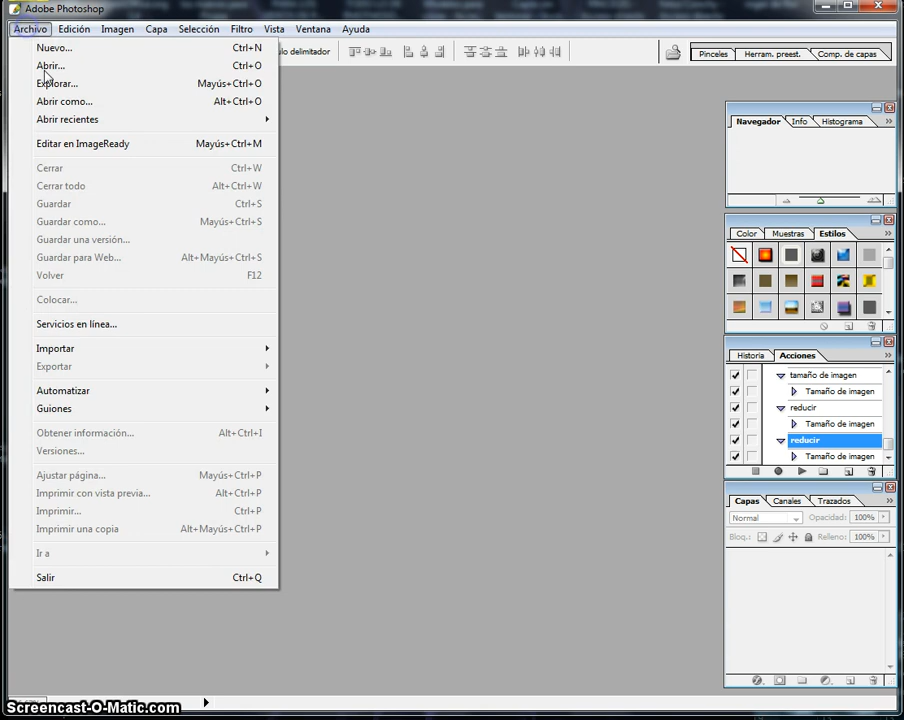 Adobe Photoshop
Archivo Edición Imagen Capa Selección Filtro Vista Ventana Ayuda
lo delimitador
Pinceles Herram. preest. Comp. de capas
Nuevo... Ctrl+N
Abrir... Ctrl+O
Explorar... Mayús+Ctrl+O
Abrir como... Alt+Ctrl+O
Abrir recientes
Editar en ImageReady Mayús+Ctrl+M
Cerrar Ctrl+W
Cerrar todo Alt+Ctrl+W
Guardar Ctrl+S
Guardar como... Mayús+Ctrl+S
Guardar una versión...
Guardar para Web... Alt+Mayús+Ctrl+S
Volver F12
Colocar...
Servicios en línea...
Importar
Exportar
Automatizar
Guiones
Obtener información... Alt+Ctrl+I
Versiones...
Ajustar página... Mayús+Ctrl+P
Imprimir con vista previa... Alt+Ctrl+P
Imprimir... Ctrl+P
Imprimir una copia Alt+Mayús+Ctrl+P
Ir a
Salir Ctrl+Q
Navegador Info Histograma
Color Muestras Estilos
Historia Acciones
tamaño de imagen
Tamaño de imagen
reducir
Tamaño de imagen
reducir
Tamaño de imagen
Capas Canales Trazados
Normal Opacidad: 100%
Bloq.: Relleno: 100%
Screencast-O-Matic.com